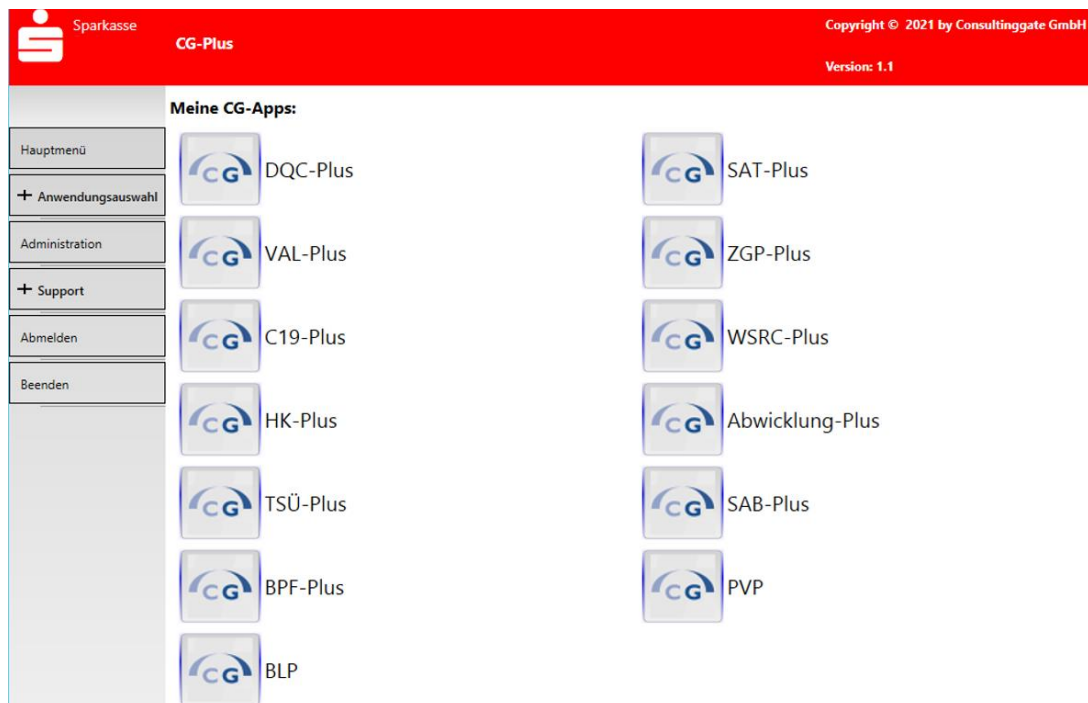 Sparkasse
CG-Plus
Copyright © 2021 by Consultinggate GmbH
Version: 1.1
Hauptmenü
+ Anwendungsauswahl
Administration
+ Support
Abmelden
Beenden
Meine CG-Apps:
CG DQC-Plus
CG SAT-Plus
CG VAL-Plus
CG ZGP-Plus
CG C19-Plus
CG WSRC-Plus
CG HK-Plus
CG Abwicklung-Plus
CG TSÜ-Plus
CG SAB-Plus
CG BPF-Plus
CG PVP
CG BLP